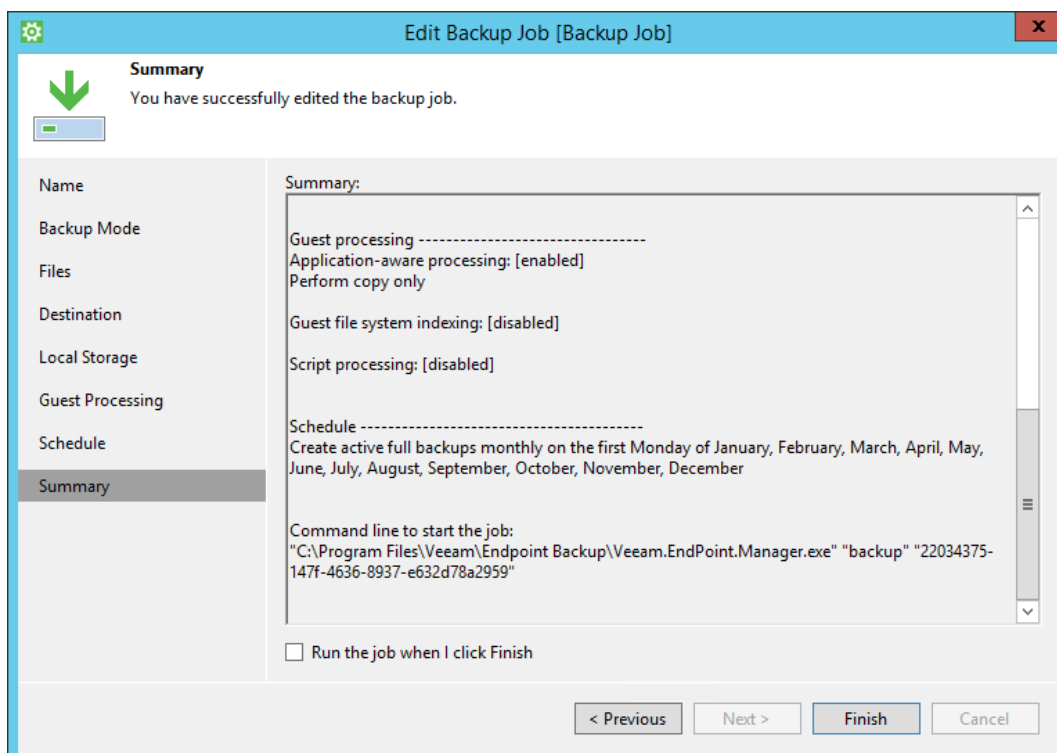 Edit Backup Job [Backup Job]
x
Summary
You have successfully edited the backup job.
Name
Backup Mode
Files
Destination
Local Storage
Guest Processing
Schedule
Summary
Summary:
Guest processing ---------------------------------
Application-aware processing: [enabled]
Perform copy only
Guest file system indexing: [disabled]
Script processing: [disabled]
Schedule -----------------------------------------
Create active full backups monthly on the first Monday of January, February, March, April, May,
June, July, August, September, October, November, December
Command line to start the job:
"C:\Program Files\Veeam\Endpoint Backup\Veeam.EndPoint.Manager.exe" "backup" "22034375-
147f-4636-8937-e632d78a2959"
Run the job when I click Finish
< Previous
Next >
Finish
Cancel